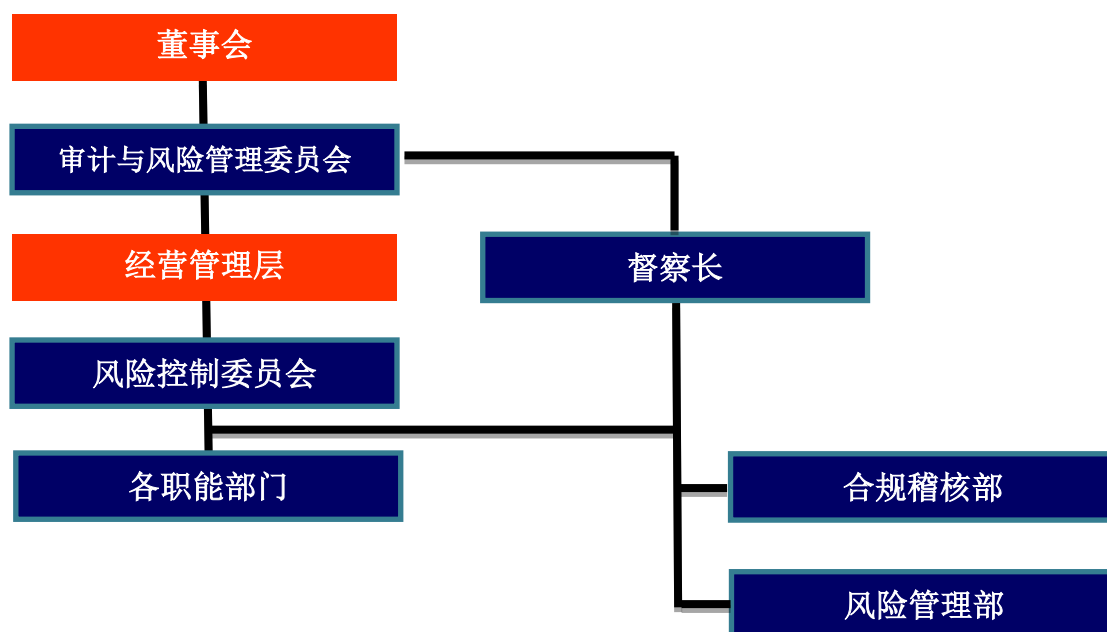 董事会
审计与风险管理委员会
经营管理层
督察长
风险控制委员会
各职能部门
合规稽核部
风险管理部